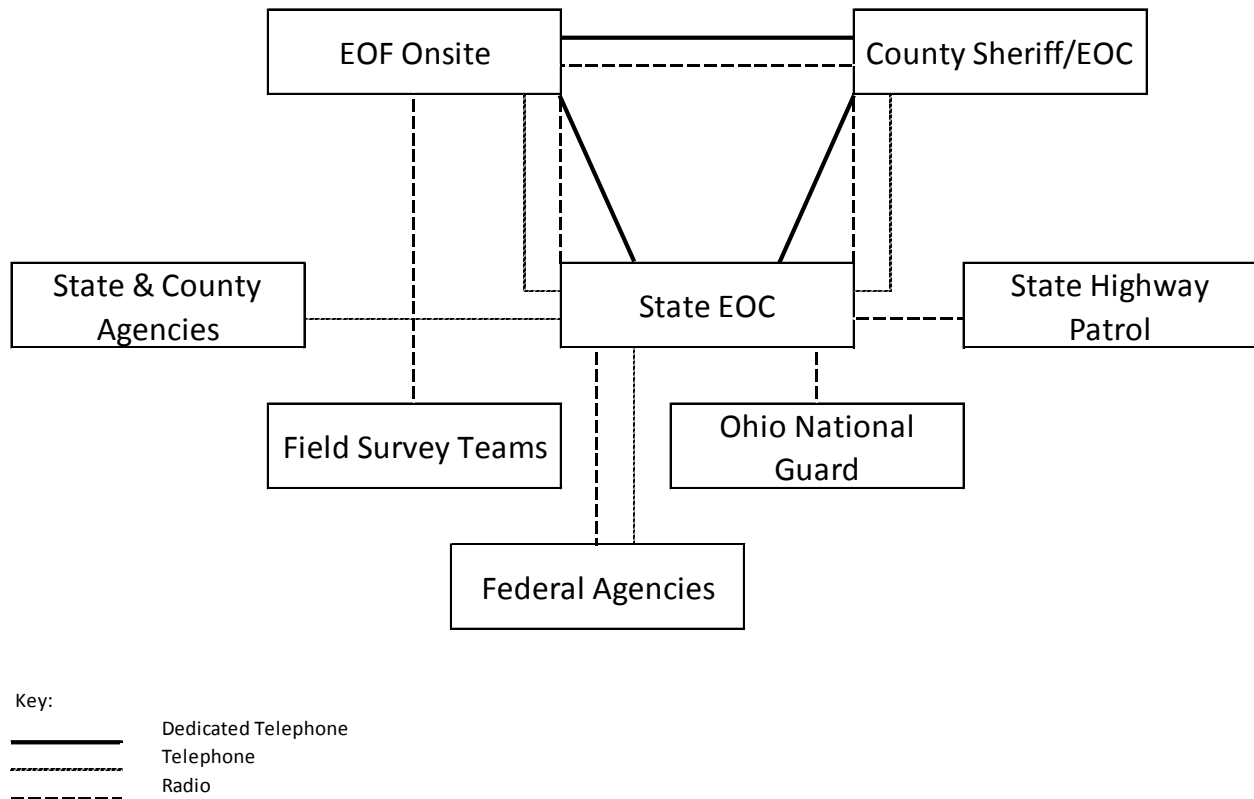 EOF Onsite
County Sheriff/EOC
State & County
Agencies
State EOC
State Highway
Patrol
Field Survey Teams
Ohio National
Guard
Federal Agencies
Key:
Dedicated Telephone
Telephone
Radio